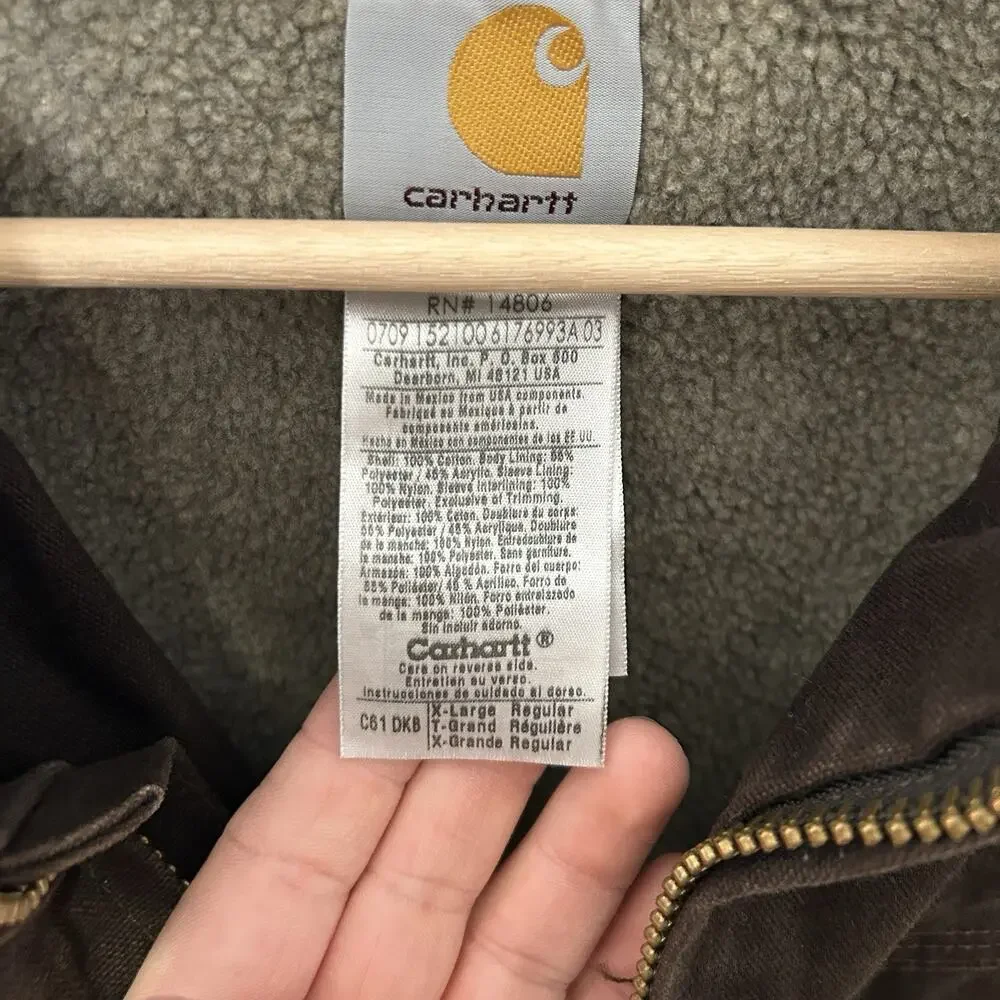 carhartt
RN# 14806
0709 152100 6176993A 03
Carhartt, Inc. P. O. Box 600
Dearborn, MI 48121 USA
Made in Mexico from USA components.
Fabriqué au Mexique à partir de
composants américains.
Hecho en México con componentes de los EE.UU.
Shell: 100% Cotton. Body Lining: 55%
Polyester / 45% Acrylic. Sleeve Lining:
100% Nylon. Sleeve Interlining: 100%
Polyester. Exclusive of Trimming.
Extérieur: 100% Coton. Doublure du corps:
55% Polyester / 45% Acrylique. Doublure
de la manche: 100% Nylon. Entredoublure de
la manche: 100% Polyester. Sans garniture.
Armazón: 100% Algodón. Forro del cuerpo:
55% Poliéster/ 45 % Acrílico. Forro de
la manga: 100% Nilón. Forro entrelazado
de la manga: 100% Poliéster.
Sin incluir adorno.
Carhartt®
Care on reverse side.
Entretien au verso.
Instrucciones de cuidado al dorso.
C61 DKB
X-Large Regular
T-Grand Régulière
X-Grande Regular